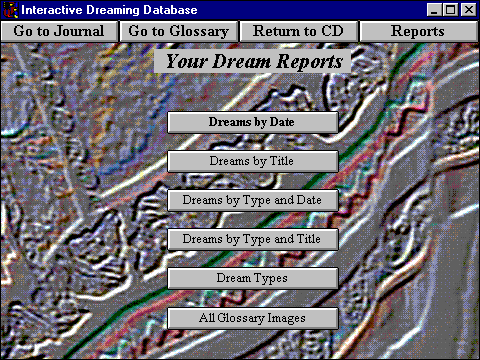 Interactive Dreaming Database
Go to Journal Go to Glossary Return to CD Reports
Your Dream Reports
Dreams by Date
Dreams by Title
Dreams by Type and Date
Dreams by Type and Title
Dream Types
All Glossary Images